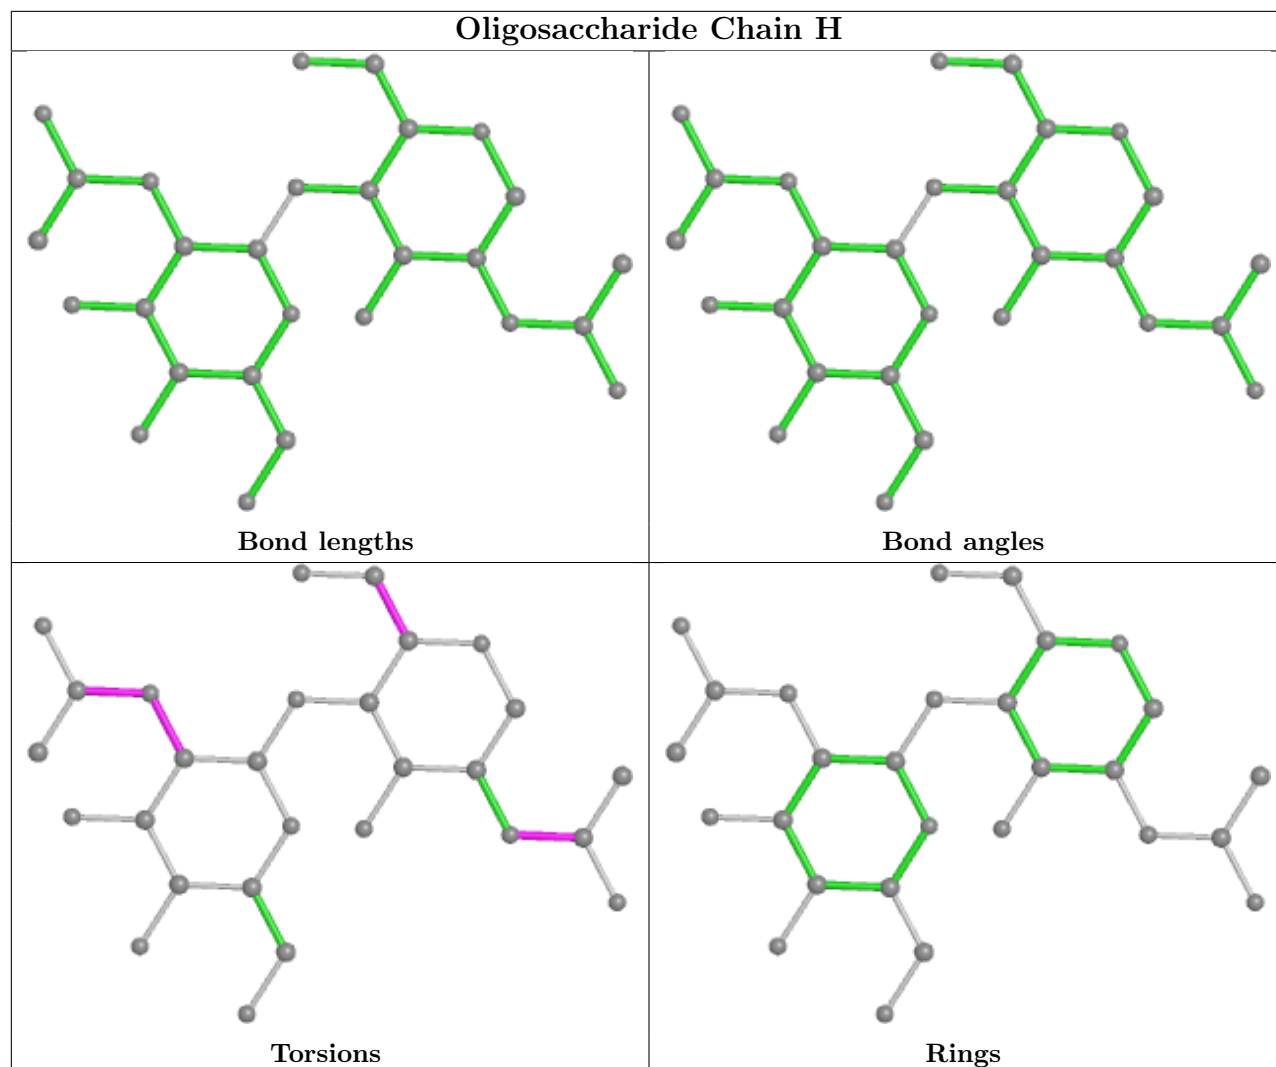 Oligosaccharide Chain H
Bond lengths
Bond angles
Torsions
Rings